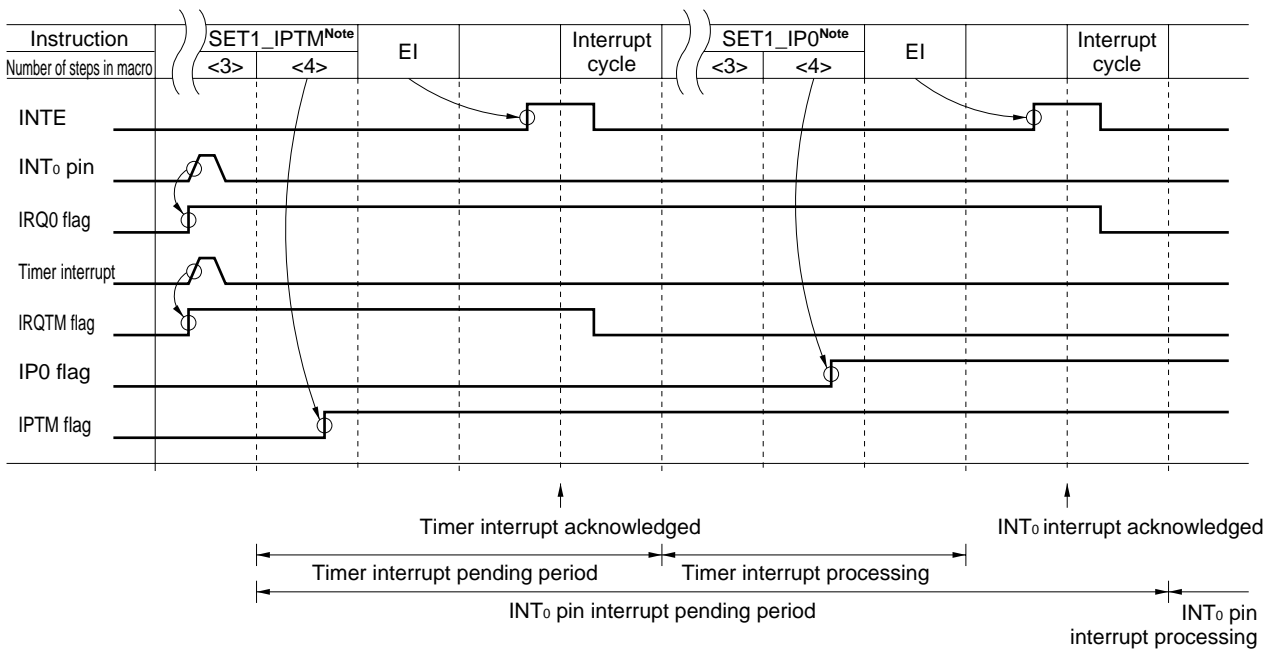 Instruction SET1_IPTMNote EI Interrupt cycle SET1_IP0Note EI Interrupt cycle
Number of steps in macro <3> <4> <3> <4>
INTE
INT0 pin
IRQ0 flag
Timer interrupt
IRQTM flag
IP0 flag
IPTM flag
Timer interrupt acknowledged INT0 interrupt acknowledged
Timer interrupt pending period Timer interrupt processing
INT0 pin interrupt pending period INT0 pin
interrupt processing